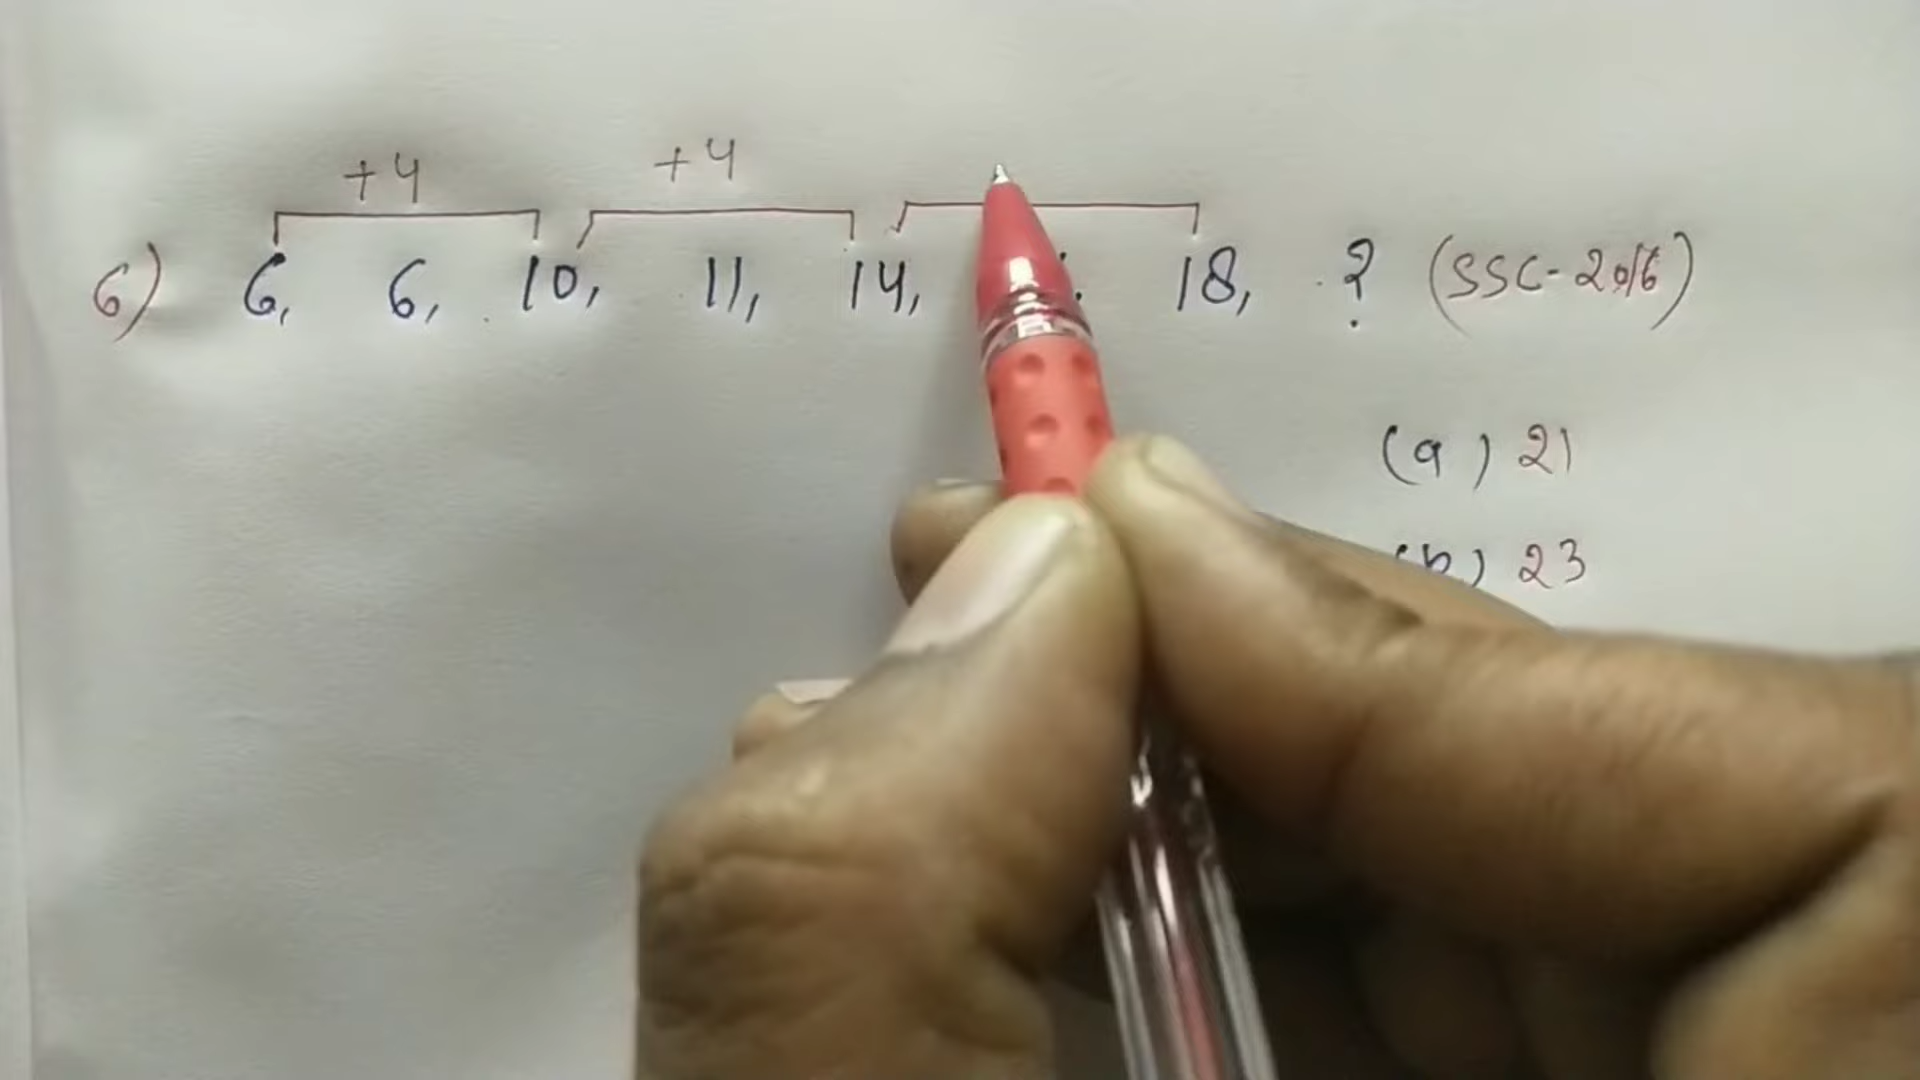 +4 +4
6) 6, 6, 10, 11, 14, 18, ? (SSC-2016)
(a) 21
(b) 23